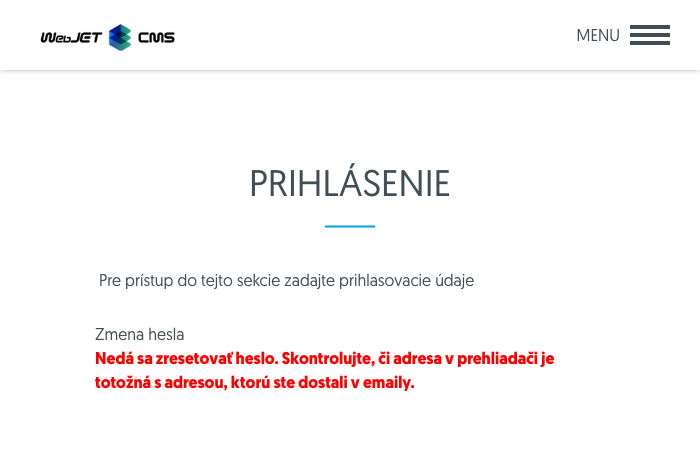 WebJET CMS
MENU
PRIHLÁSENIE
Pre prístup do tejto sekcie zadajte prihlasovacie údaje
Zmena hesla
Nedá sa zresetovať heslo. Skontrolujte, či adresa v prehliadači je
totožná s adresou, ktorú ste dostali v emaily.